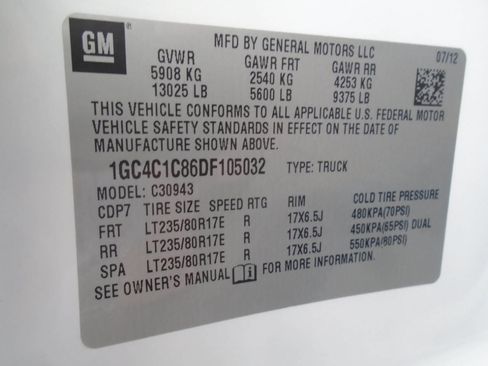 GM
MFD BY GENERAL MOTORS LLC
07/12
GVWR GAWR FRT GAWR RR
5908 KG 2540 KG 4253 KG
13025 LB 5600 LB 9375 LB
THIS VEHICLE CONFORMS TO ALL APPLICABLE U.S. FEDERAL MOTOR
VEHICLE SAFETY STANDARDS IN EFFECT ON THE DATE OF
MANUFACTURE SHOWN ABOVE.
1GC4C1C86DF105032 TYPE: TRUCK
MODEL: C30943
CDP7 TIRE SIZE SPEED RTG RIM COLD TIRE PRESSURE
FRT LT235/80R17E R 17X6.5J 480KPA(70PSI)
RR LT235/80R17E R 17X6.5J 450KPA(65PSI) DUAL
SPA LT235/80R17E R 17X6.5J 550KPA(80PSI)
SEE OWNER'S MANUAL FOR MORE INFORMATION.